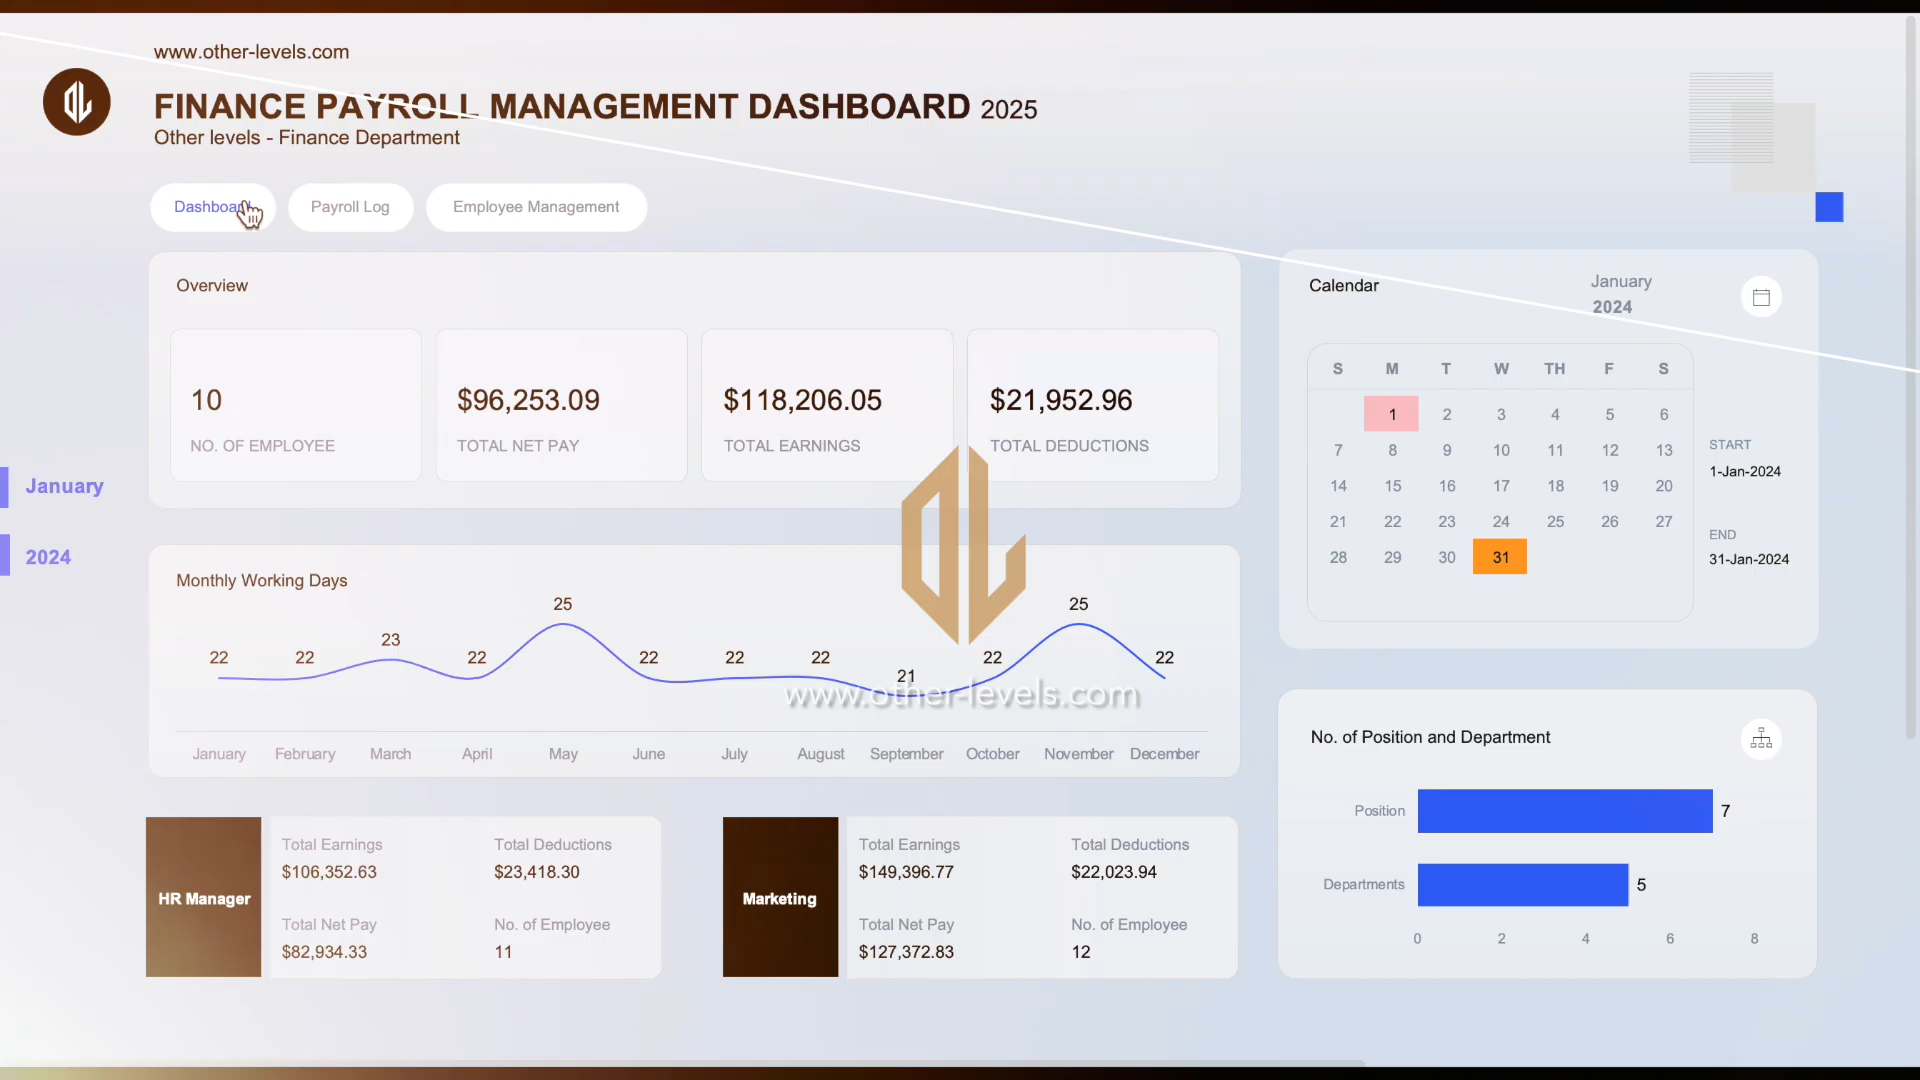 www.other-levels.com
FINANCE PAYROLL MANAGEMENT DASHBOARD 2025
Other levels - Finance Department
Dashboard Payroll Log Employee Management
Overview
10
NO. OF EMPLOYEE
$96,253.09
TOTAL NET PAY
$118,206.05
TOTAL EARNINGS
$21,952.96
TOTAL DEDUCTIONS
January
2024
Monthly Working Days
22 22 23 22 25 22 22 22 21 22 25 22
January February March April May June July August September October November December
www.other-levels.com
HR Manager
Total Earnings Total Deductions
$106,352.63 $23,418.30
Total Net Pay No. of Employee
$82,934.33 11
Marketing
Total Earnings Total Deductions
$149,396.77 $22,023.94
Total Net Pay No. of Employee
$127,372.83 12
Calendar
January
2024
S M T W TH F S
1 2 3 4 5 6
7 8 9 10 11 12 13
14 15 16 17 18 19 20
21 22 23 24 25 26 27
28 29 30 31
START
1-Jan-2024
END
31-Jan-2024
No. of Position and Department
Position 7
Departments 5
0 2 4 6 8